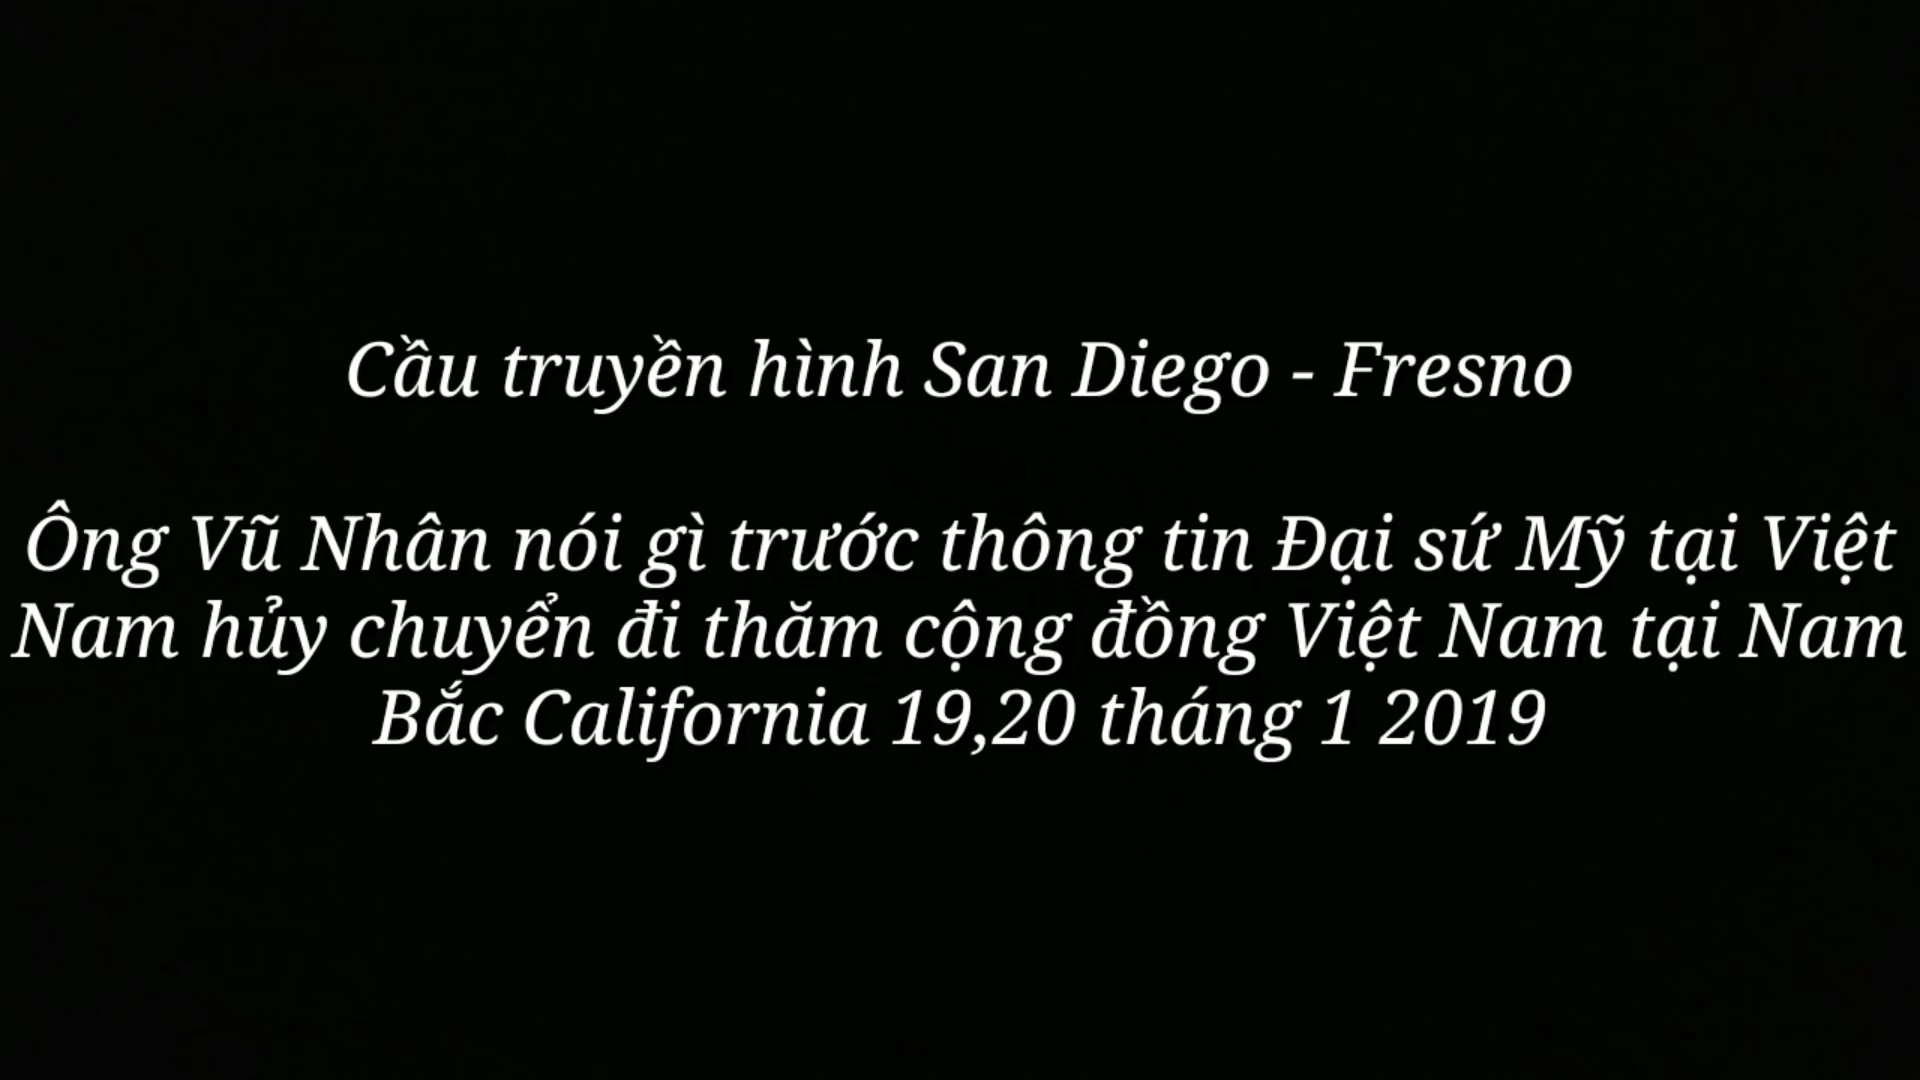 Cầu truyền hình San Diego - Fresno
Ông Vũ Nhân nói gì trước thông tin Đại sứ Mỹ tại Việt
Nam hủy chuyển đi thăm cộng đồng Việt Nam tại Nam
Bắc California 19,20 tháng 1 2019